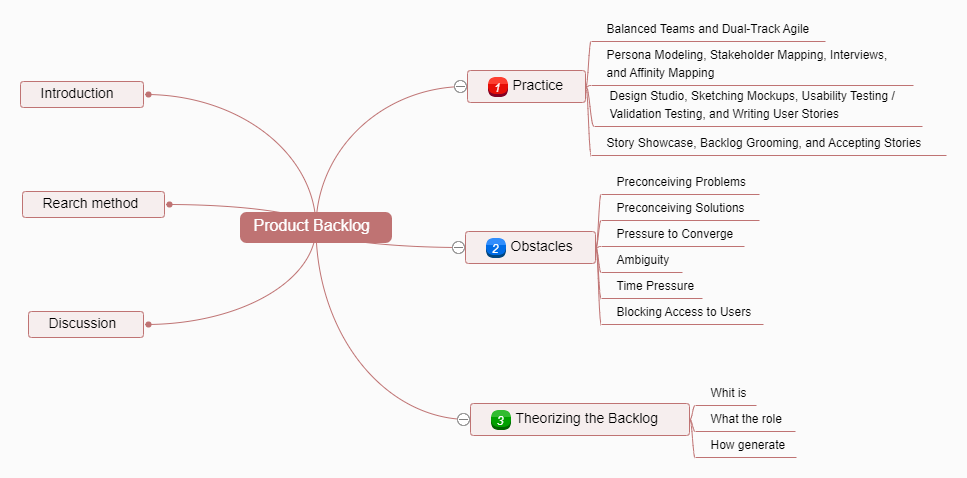 Introduction
Rearch method
Discussion
Product Backlog
1 Practice
Balanced Teams and Dual-Track Agile
Persona Modeling, Stakeholder Mapping, Interviews,
and Affinity Mapping
Design Studio, Sketching Mockups, Usability Testing /
Validation Testing, and Writing User Stories
Story Showcase, Backlog Grooming, and Accepting Stories
2 Obstacles
Preconceiving Problems
Preconceiving Solutions
Pressure to Converge
Ambiguity
Time Pressure
Blocking Access to Users
3 Theorizing the Backlog
Whit is
What the role
How generate